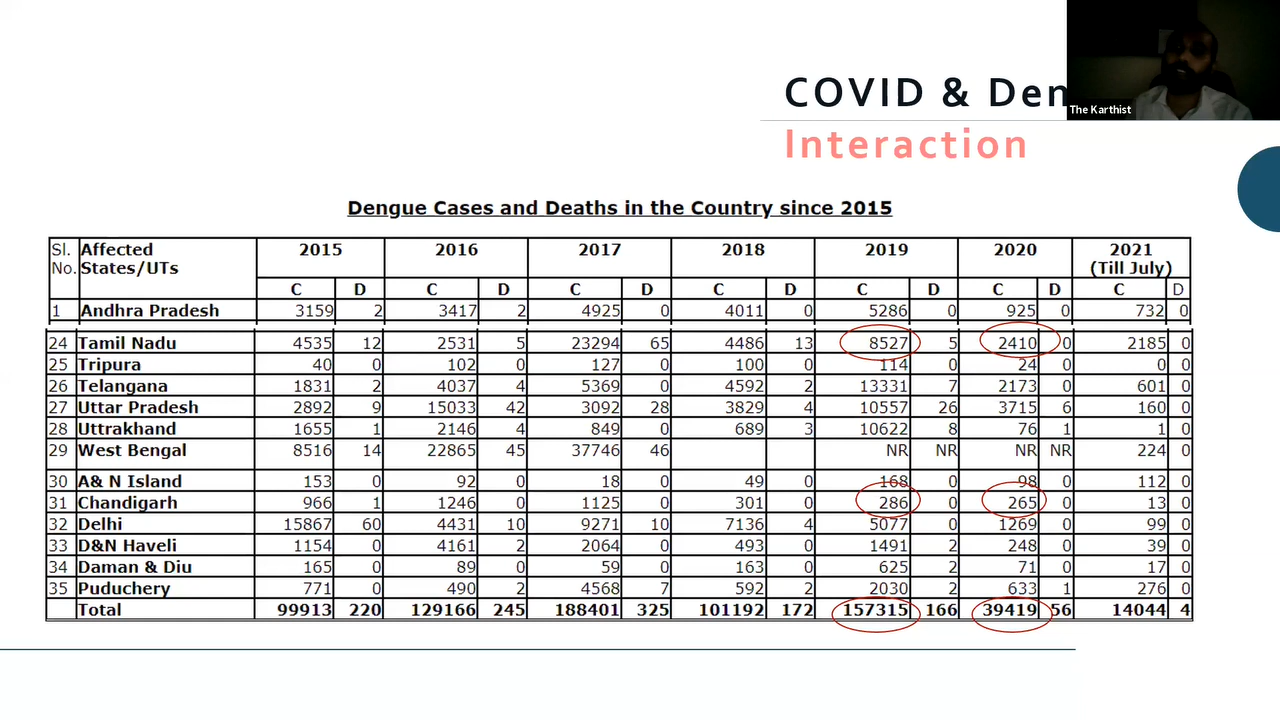 COVID & Den
The Karthist
Interaction
Dengue Cases and Deaths in the Country since 2015
Sl. No. Affected States/UTs 2015 2016 2017 2018 2019 2020 2021 (Till July)
C D C D C D C D C D C D C D
1 Andhra Pradesh 3159 2 3417 2 4925 0 4011 0 5286 0 925 0 732 0
24 Tamil Nadu 4535 12 2531 5 23294 65 4486 13 8527 5 2410 0 2185 0
25 Tripura 40 0 102 0 127 0 100 0 114 0 24 0 0 0
26 Telangana 1831 2 4037 4 5369 0 4592 2 13331 7 2173 0 601 0
27 Uttar Pradesh 2892 9 15033 42 3092 28 3829 4 10557 26 3715 6 160 0
28 Uttrakhand 1655 1 2146 4 849 0 689 3 10622 8 76 1 1 0
29 West Bengal 8516 14 22865 45 37746 46 NR NR NR NR 224 0
30 A& N Island 153 0 92 0 18 0 49 0 168 0 98 0 112 0
31 Chandigarh 966 1 1246 0 1125 0 301 0 286 0 265 0 13 0
32 Delhi 15867 60 4431 10 9271 10 7136 4 5077 0 1269 0 99 0
33 D&N Haveli 1154 0 4161 2 2064 0 493 0 1491 2 248 0 39 0
34 Daman & Diu 165 0 89 0 59 0 163 0 625 2 71 0 17 0
35 Puduchery 771 0 490 2 4568 7 592 2 2030 2 633 1 276 0
Total 99913 220 129166 245 188401 325 101192 172 157315 166 39419 56 14044 4